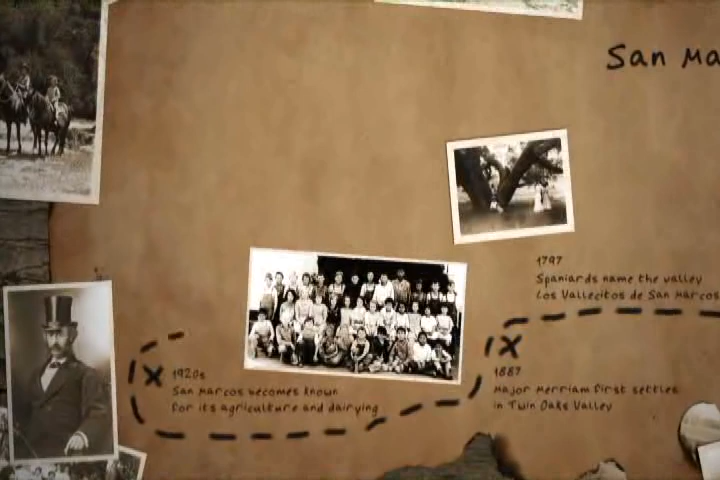 San Ma
1797
Spaniards name the valley
Los Vallecitos de San Marcos
X
1887
Major Merriam first settles
in Twin Oaks Valley
X
1920s
San Marcos becomes known
for its agriculture and dairying